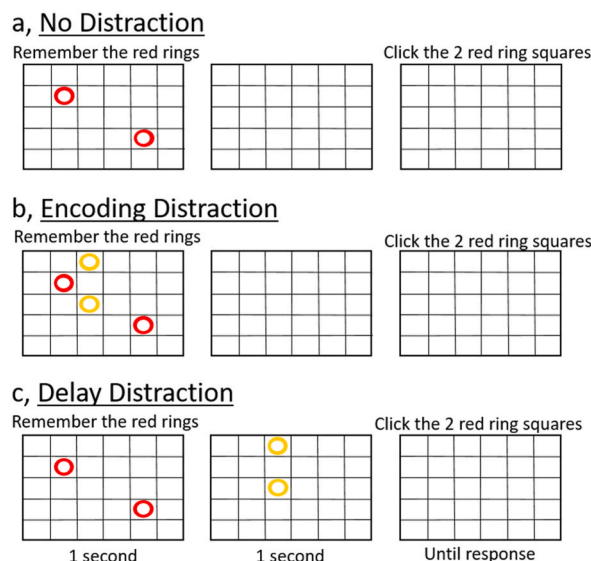 a, No Distraction
Remember the red rings
Click the 2 red ring squares
b, Encoding Distraction
Remember the red rings
Click the 2 red ring squares
c, Delay Distraction
Remember the red rings
Click the 2 red ring squares
1 second
1 second
Until response